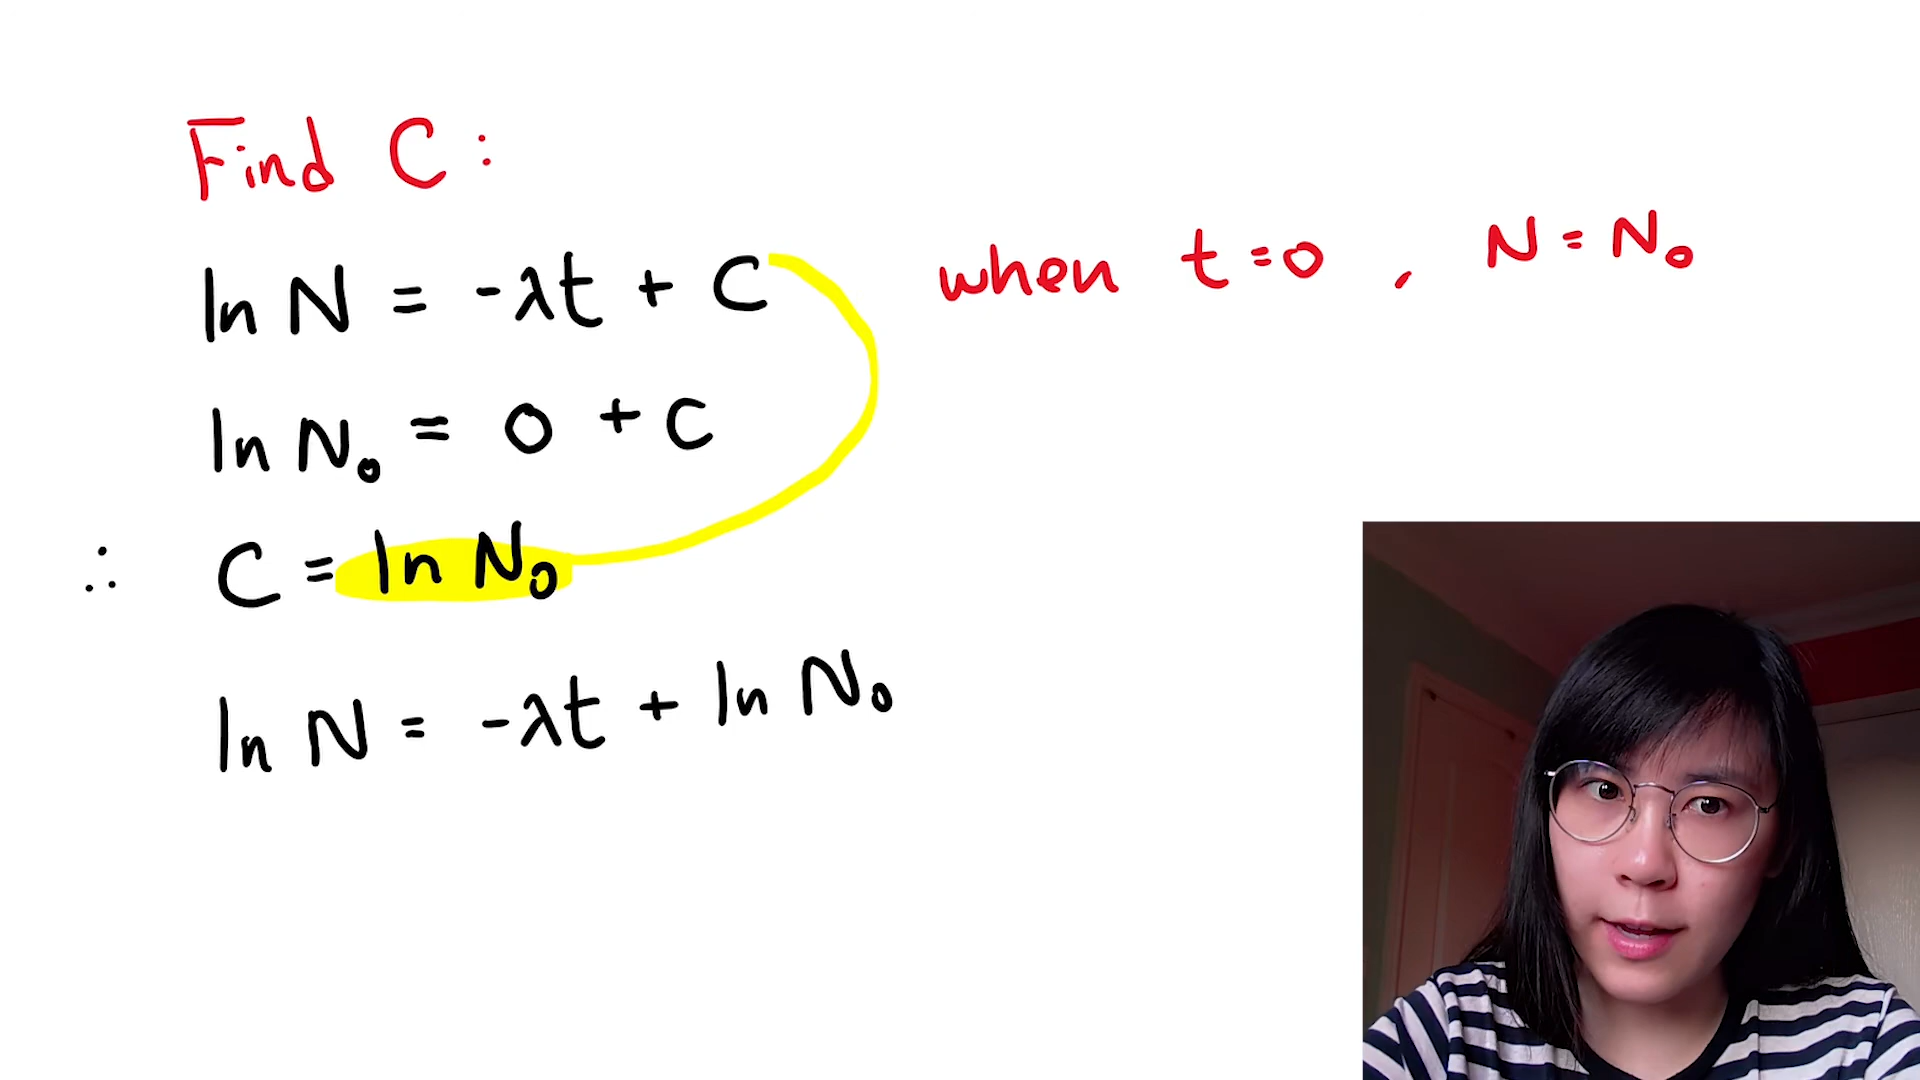 Find C :
ln N = -λt + C
when t = 0 , N = N₀
ln N₀ = 0 + C
∴ C = ln N₀
ln N = -λt + ln N₀